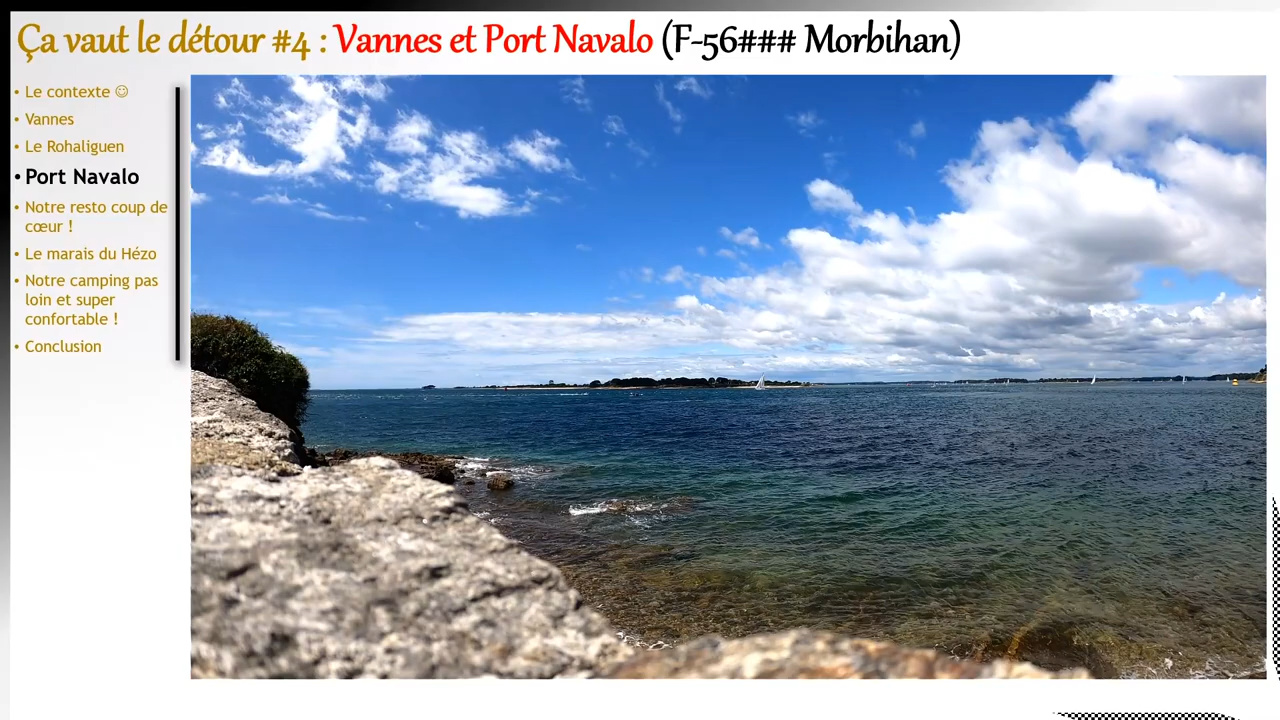 Ça vaut le détour #4 : Vannes et Port Navalo (F-56### Morbihan)
• Le contexte ☺
• Vannes
• Le Rohaliguen
• Port Navalo
• Notre resto coup de
cœur !
• Le marais du Hézo
• Notre camping pas
loin et super
confortable !
• Conclusion